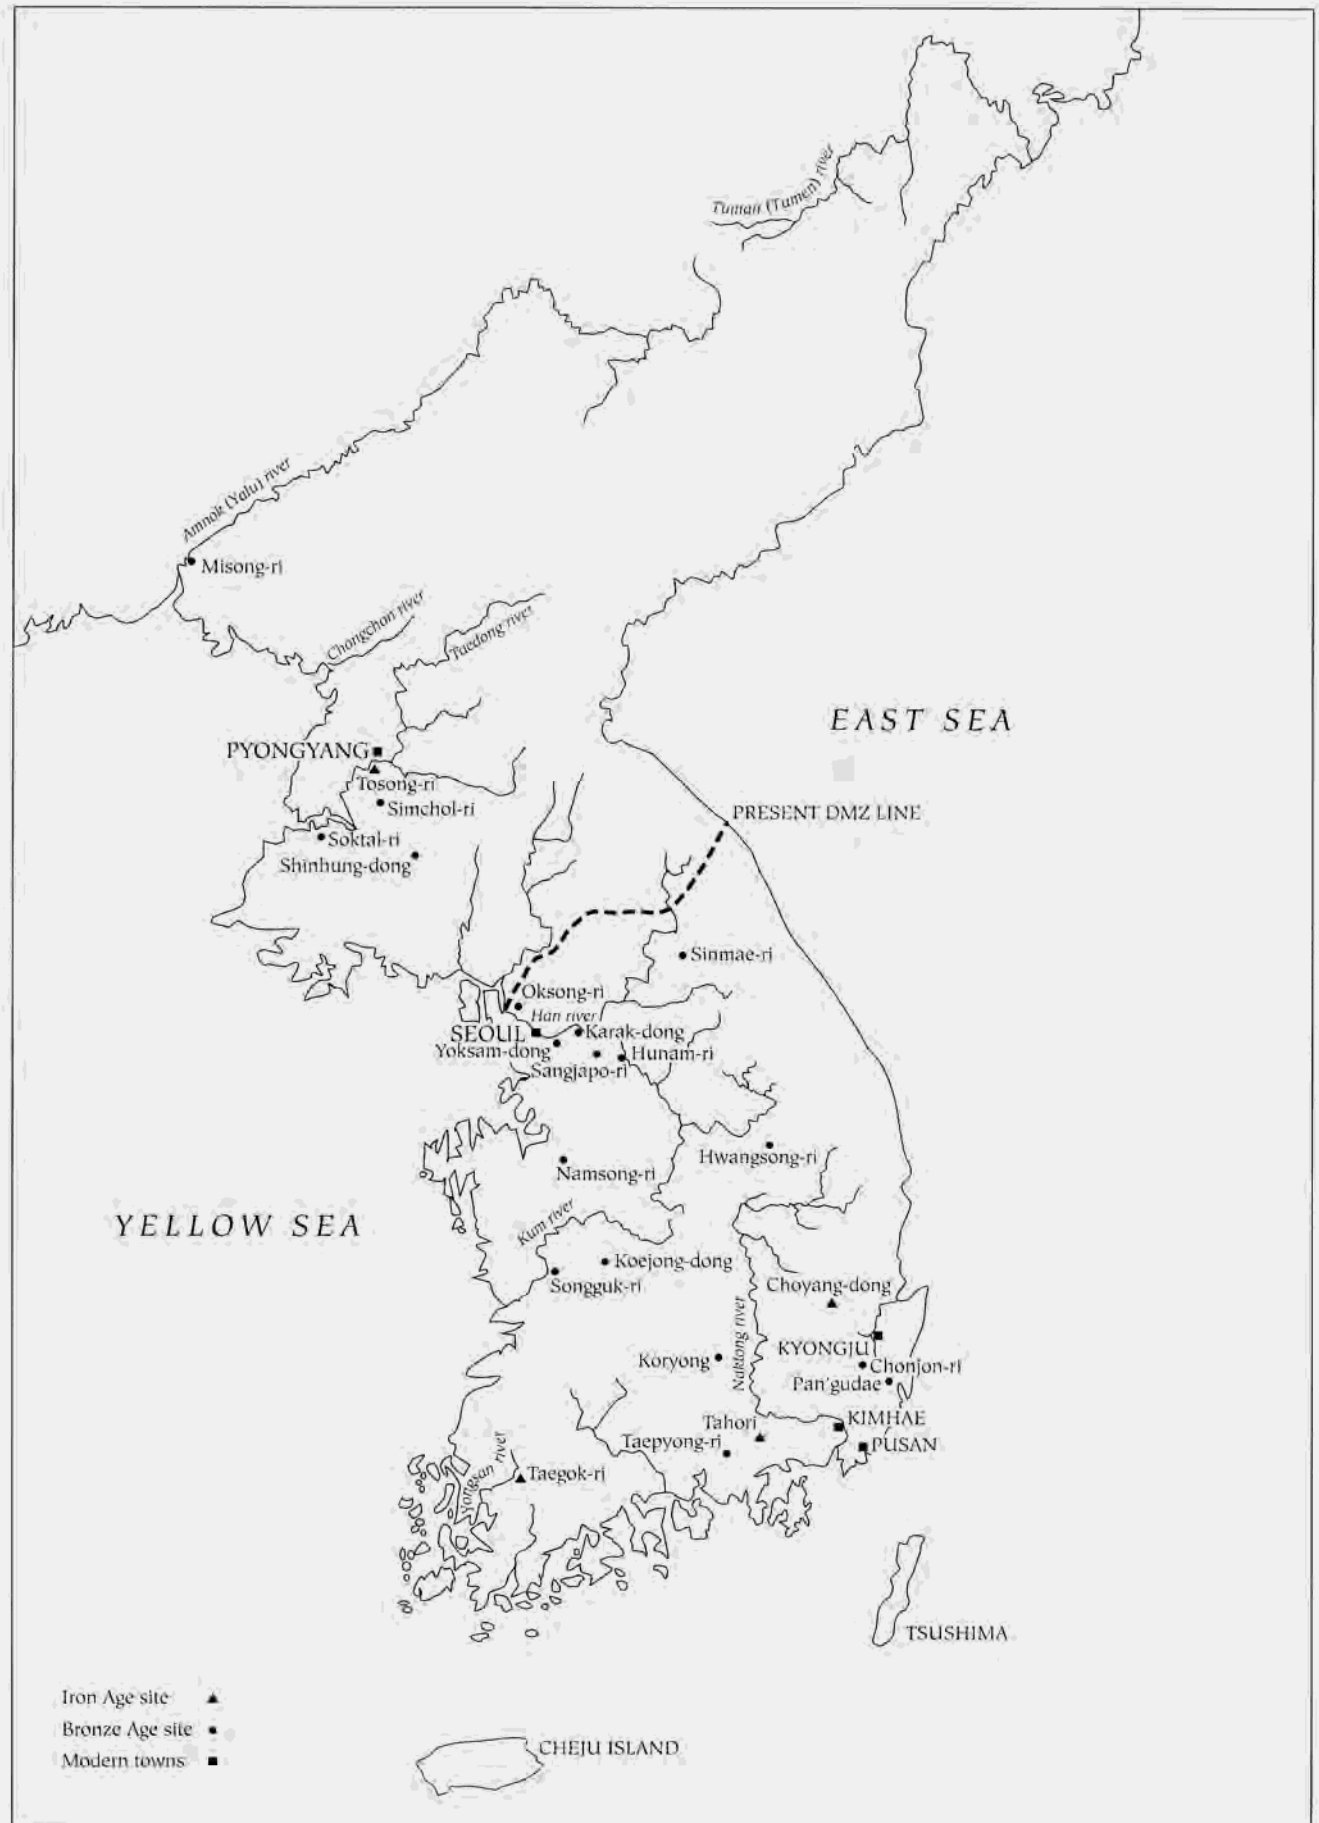 Tuman (Tumen) river
Amnok (Yalu) river
Misong-ri
Chongchon river
Taedong river
EAST SEA
PYONGYANG
Tosong-ri
Simchol-ri
PRESENT DMZ LINE
Soktal-ri
Shinhung-dong
Sinmae-ri
Oksong-ri
Han river
SEOUL
Karak-dong
Yoksam-dong
Hunam-ri
Sangjapo-ri
Hwangsong-ri
Namsong-ri
YELLOW SEA
Kum river
Koejong-dong
Songguk-ri
Choyang-dong
Naktong river
KYONGJU
Koryong
Chonjon-ri
Pan'gudae
Tahori
KIMHAE
Taepyong-ri
PUSAN
Yongsan river
Taegok-ri
TSUSHIMA
Iron Age site
Bronze Age site
Modern towns
CHEJU ISLAND